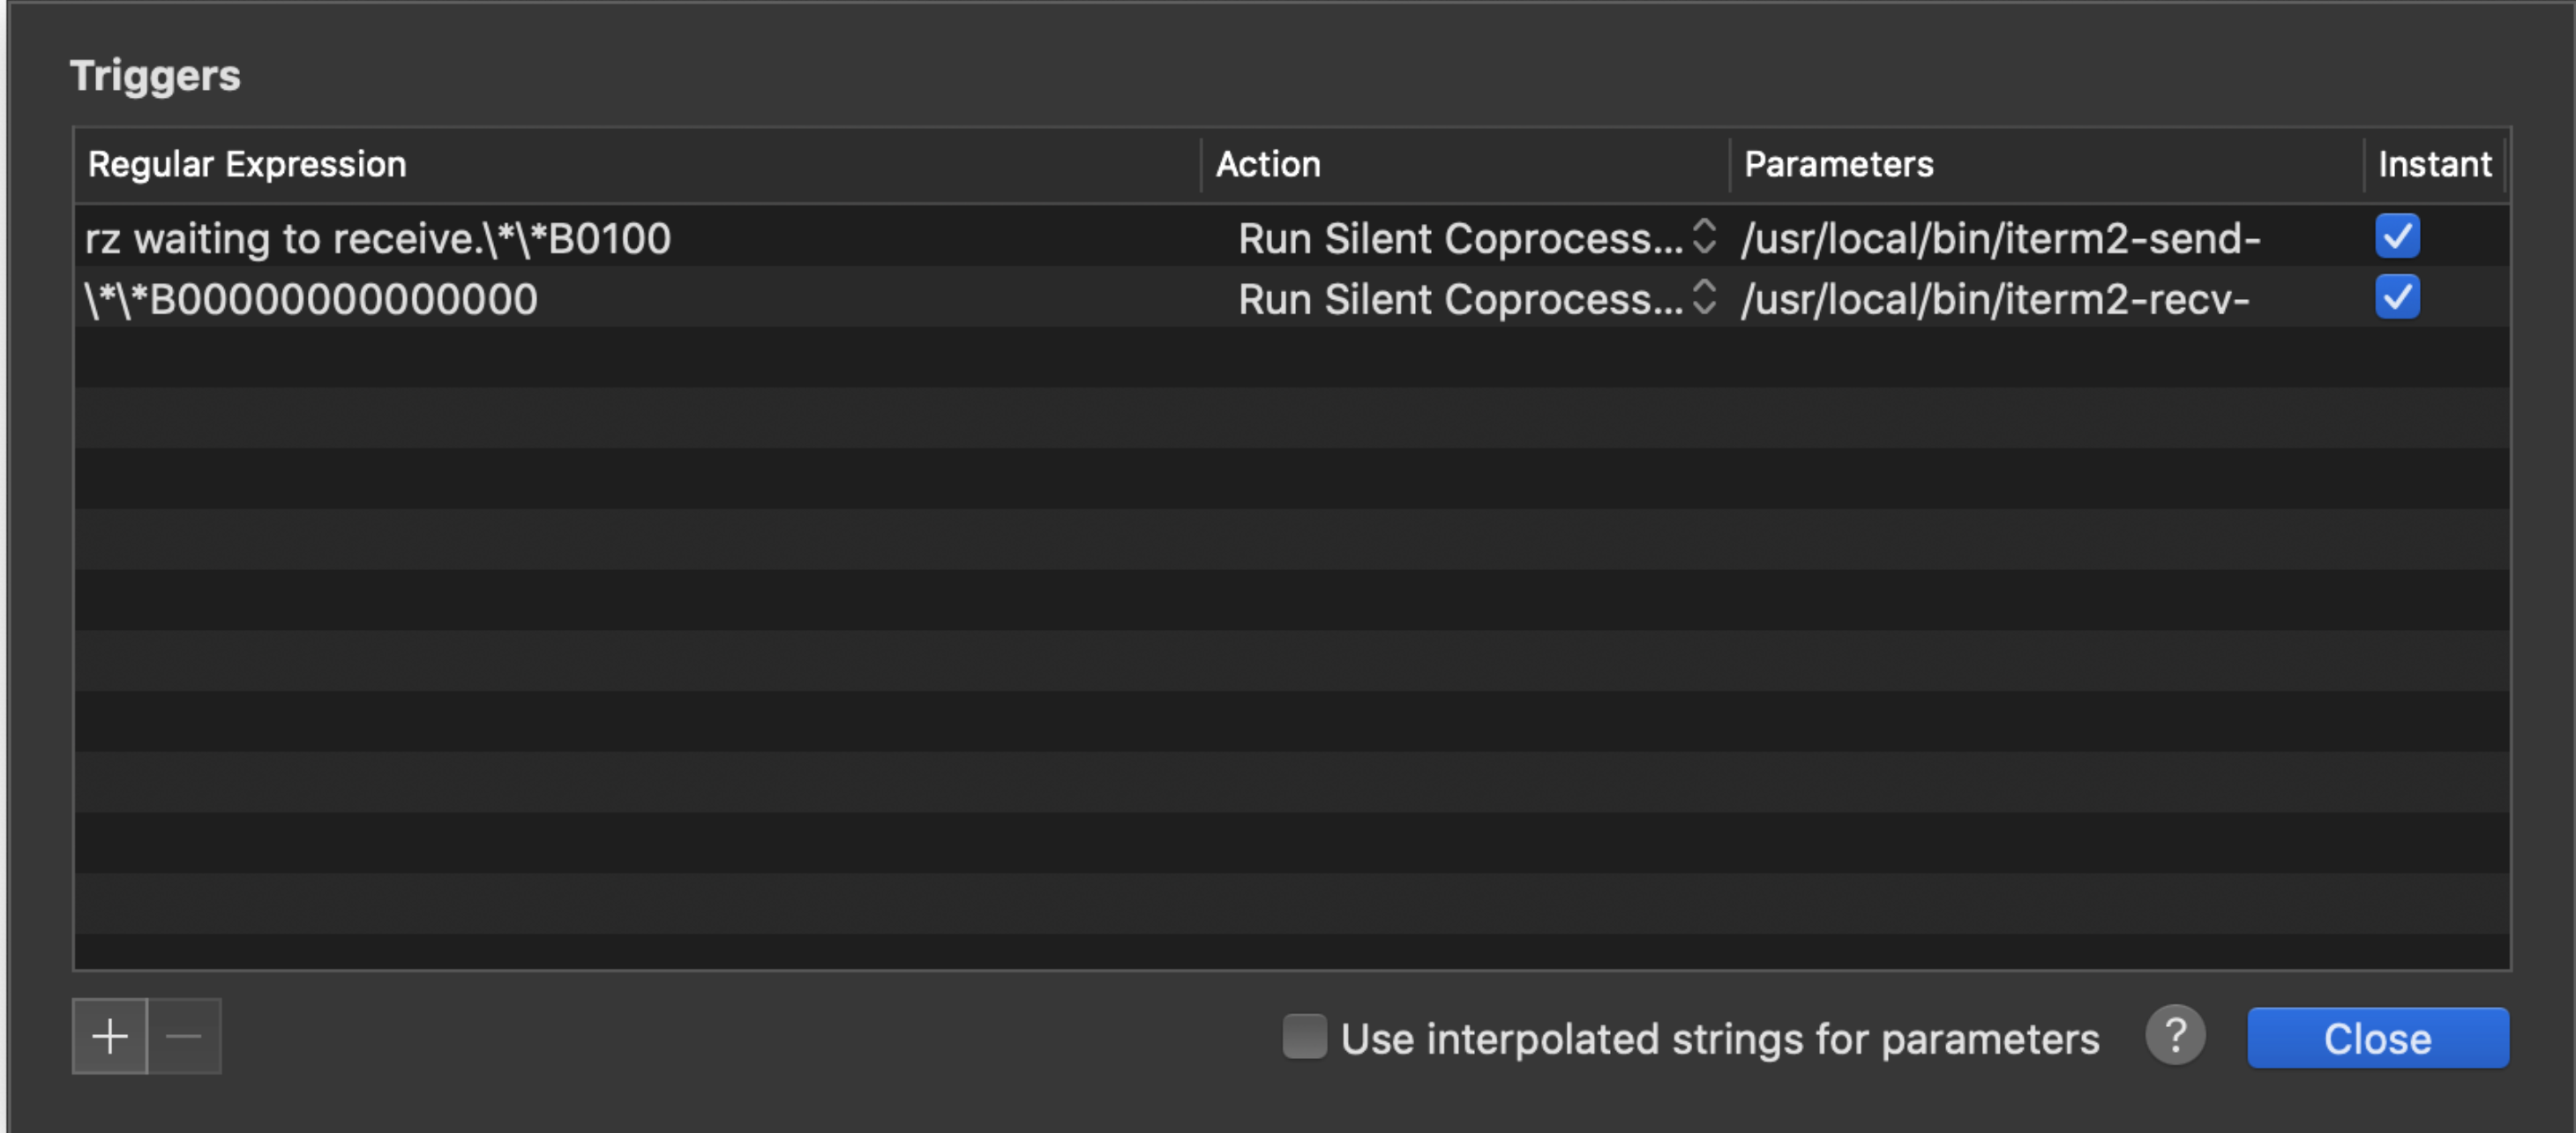 Triggers
Regular Expression Action Parameters Instant
rz waiting to receive.\*\*B0100 Run Silent Coprocess... /usr/local/bin/iterm2-send-
\*\*B00000000000000 Run Silent Coprocess... /usr/local/bin/iterm2-recv-
Use interpolated strings for parameters ? Close